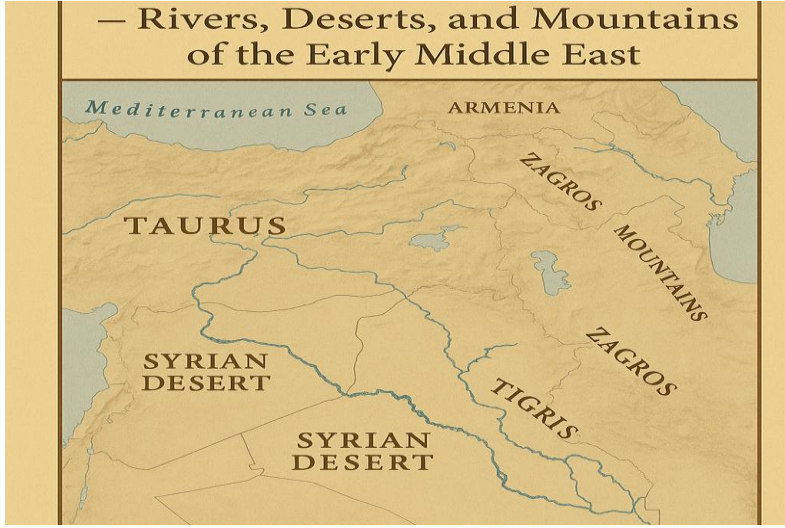 — Rivers, Deserts, and Mountains
of the Early Middle East
Mediterranean Sea
ARMENIA
ZAGROS
TAURUS
MOUNTAINS
ZAGROS
SYRIAN
DESERT
TIGRIS
SYRIAN
DESERT